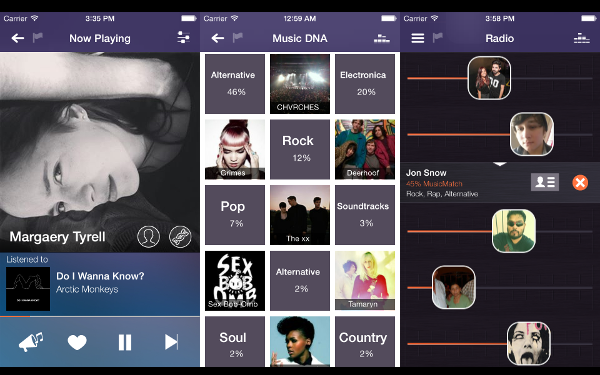 Carrier 3:35 PM
Now Playing
Margaery Tyrell
Listened to
Do I Wanna Know?
Arctic Monkeys
Carrier 12:59 AM
Music DNA
Alternative
46%
CHVRCHES
Electronica
20%
Grimes
Rock
12%
Deerhoof
Pop
7%
The xx
Soundtracks
3%
SEX
BOB
OMB
Sex Bob-Omb
Alternative
2%
Tamaryn
Soul
2%
Country
2%
Carrier 3:58 PM
Radio
Jon Snow
45% MusicMatch
Rock, Rap, Alternative